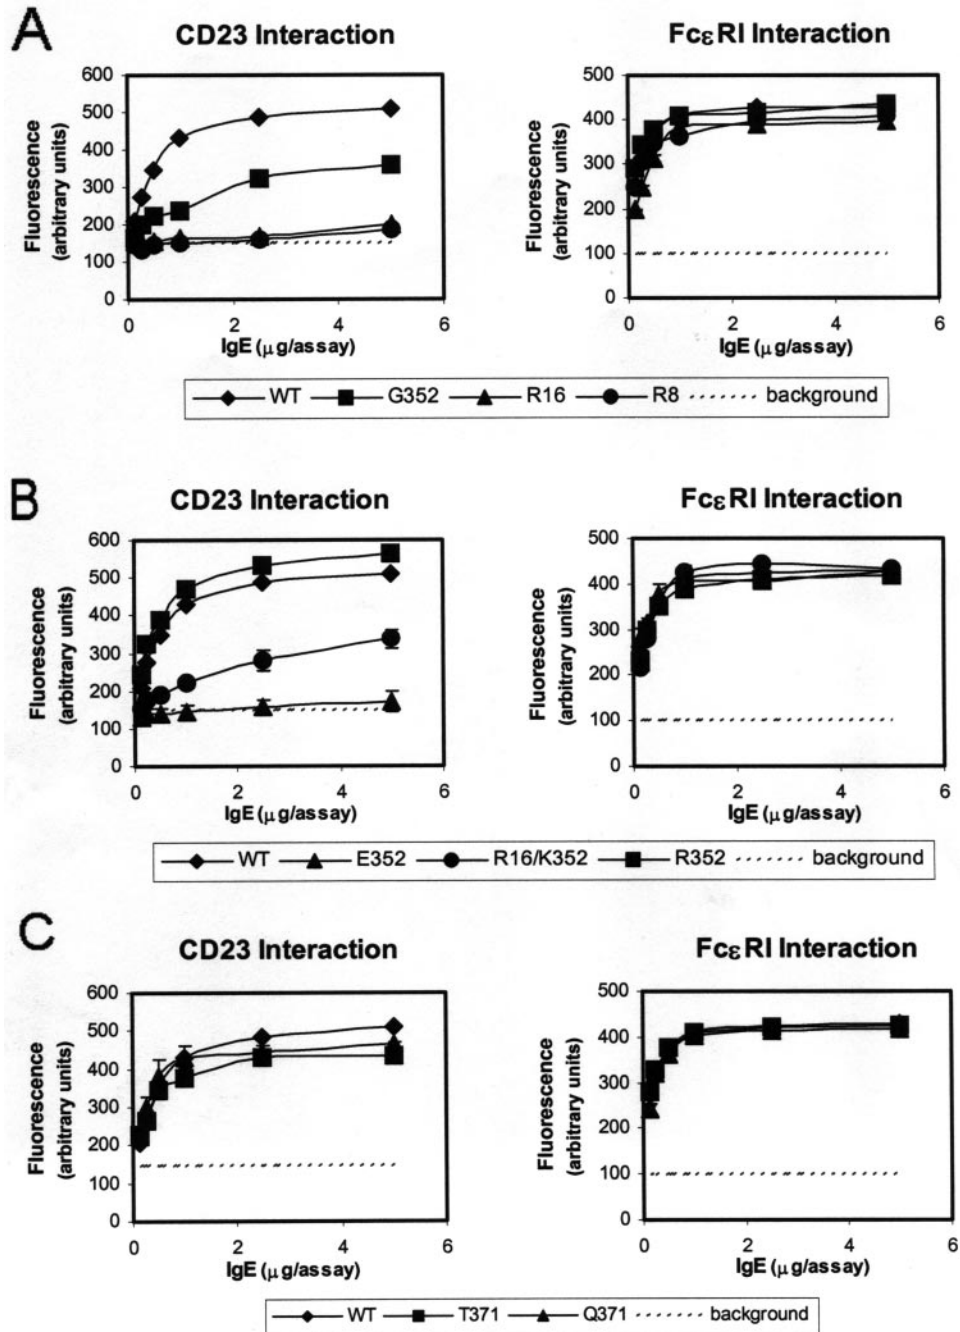 A
CD23 Interaction
FcεRI Interaction
Fluorescence
(arbitrary units)
600
500
400
300
200
100
0
0 2 4 6
IgE (μg/assay)
Fluorescence
(arbitrary units)
500
400
300
200
100
0
0 2 4 6
IgE (μg/assay)
WT G352 R16 R8 background
B
CD23 Interaction
FcεRI Interaction
Fluorescence
(arbitrary units)
600
500
400
300
200
100
0
0 2 4 6
IgE (μg/assay)
Fluorescence
(arbitrary units)
500
400
300
200
100
0
0 2 4 6
IgE (μg/assay)
WT E352 R16/K352 R352 background
C
CD23 Interaction
FcεRI Interaction
Fluorescence
(arbitrary units)
600
500
400
300
200
100
0
0 2 4 6
IgE (μg/assay)
Fluorescence
(arbitrary units)
500
400
300
200
100
0
0 2 4 6
IgE (μg/assay)
WT T371 Q371 background